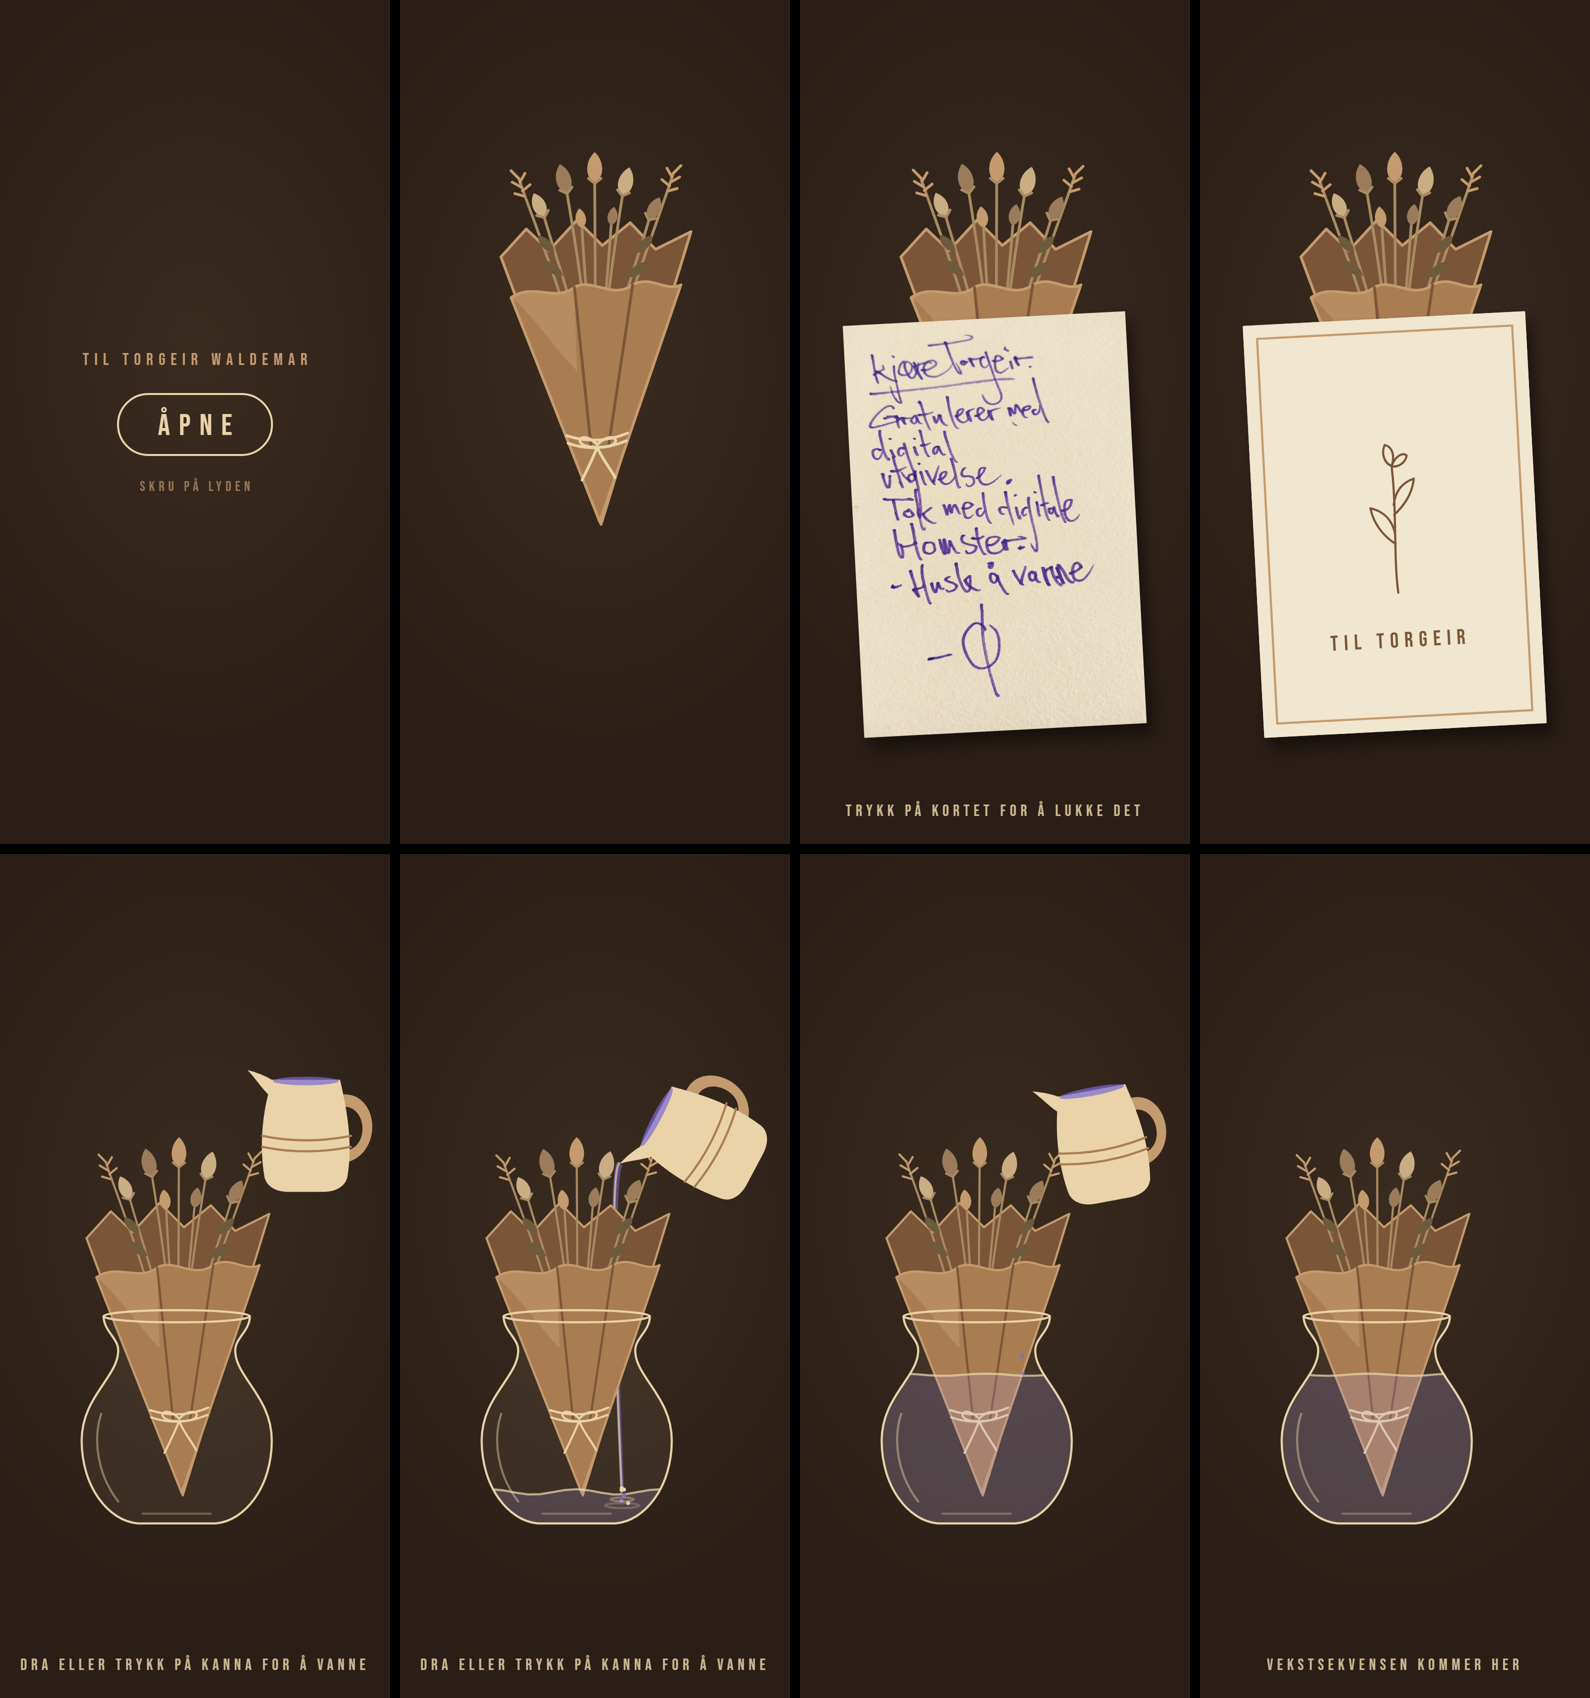 TIL TORGEIR WALDEMAR
ÅPNE
SKRU PÅ LYDEN
kjære Torgeir.
Gratulerer med
digital
utgivelse.
Tok med digitale
blomster.
- Husk å vanne
- Ø
TRYKK PÅ KORTET FOR Å LUKKE DET
TIL TORGEIR
DRA ELLER TRYKK PÅ KANNA FOR Å VANNE
DRA ELLER TRYKK PÅ KANNA FOR Å VANNE
VEKSTSEKVENSEN KOMMER HER